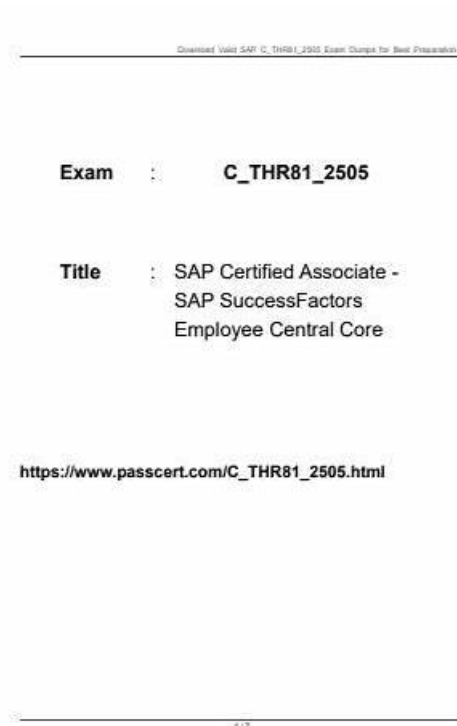 Download Valid SAP C_THR81_2505 Exam Dumps for Best Preparation
Exam : C_THR81_2505
Title : SAP Certified Associate -
SAP SuccessFactors
Employee Central Core
https://www.passcert.com/C_THR81_2505.html